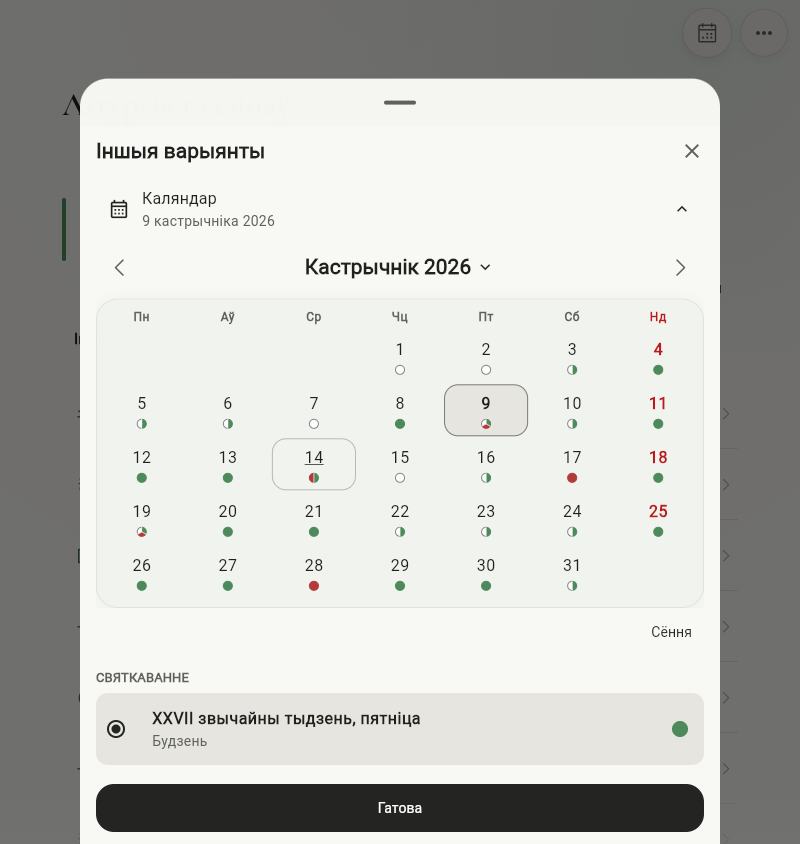 Іншыя варыянты
Каляндар
9 кастрычніка 2026
Кастрычнік 2026
Пн Аў Ср Чц Пт Сб Нд
1 2 3 4
5 6 7 8 9 10 11
12 13 14 15 16 17 18
19 20 21 22 23 24 25
26 27 28 29 30 31
Сёння
СВЯТКАВАННЕ
XXVII звычайны тыдзень, пятніца
Будзень
Гатова